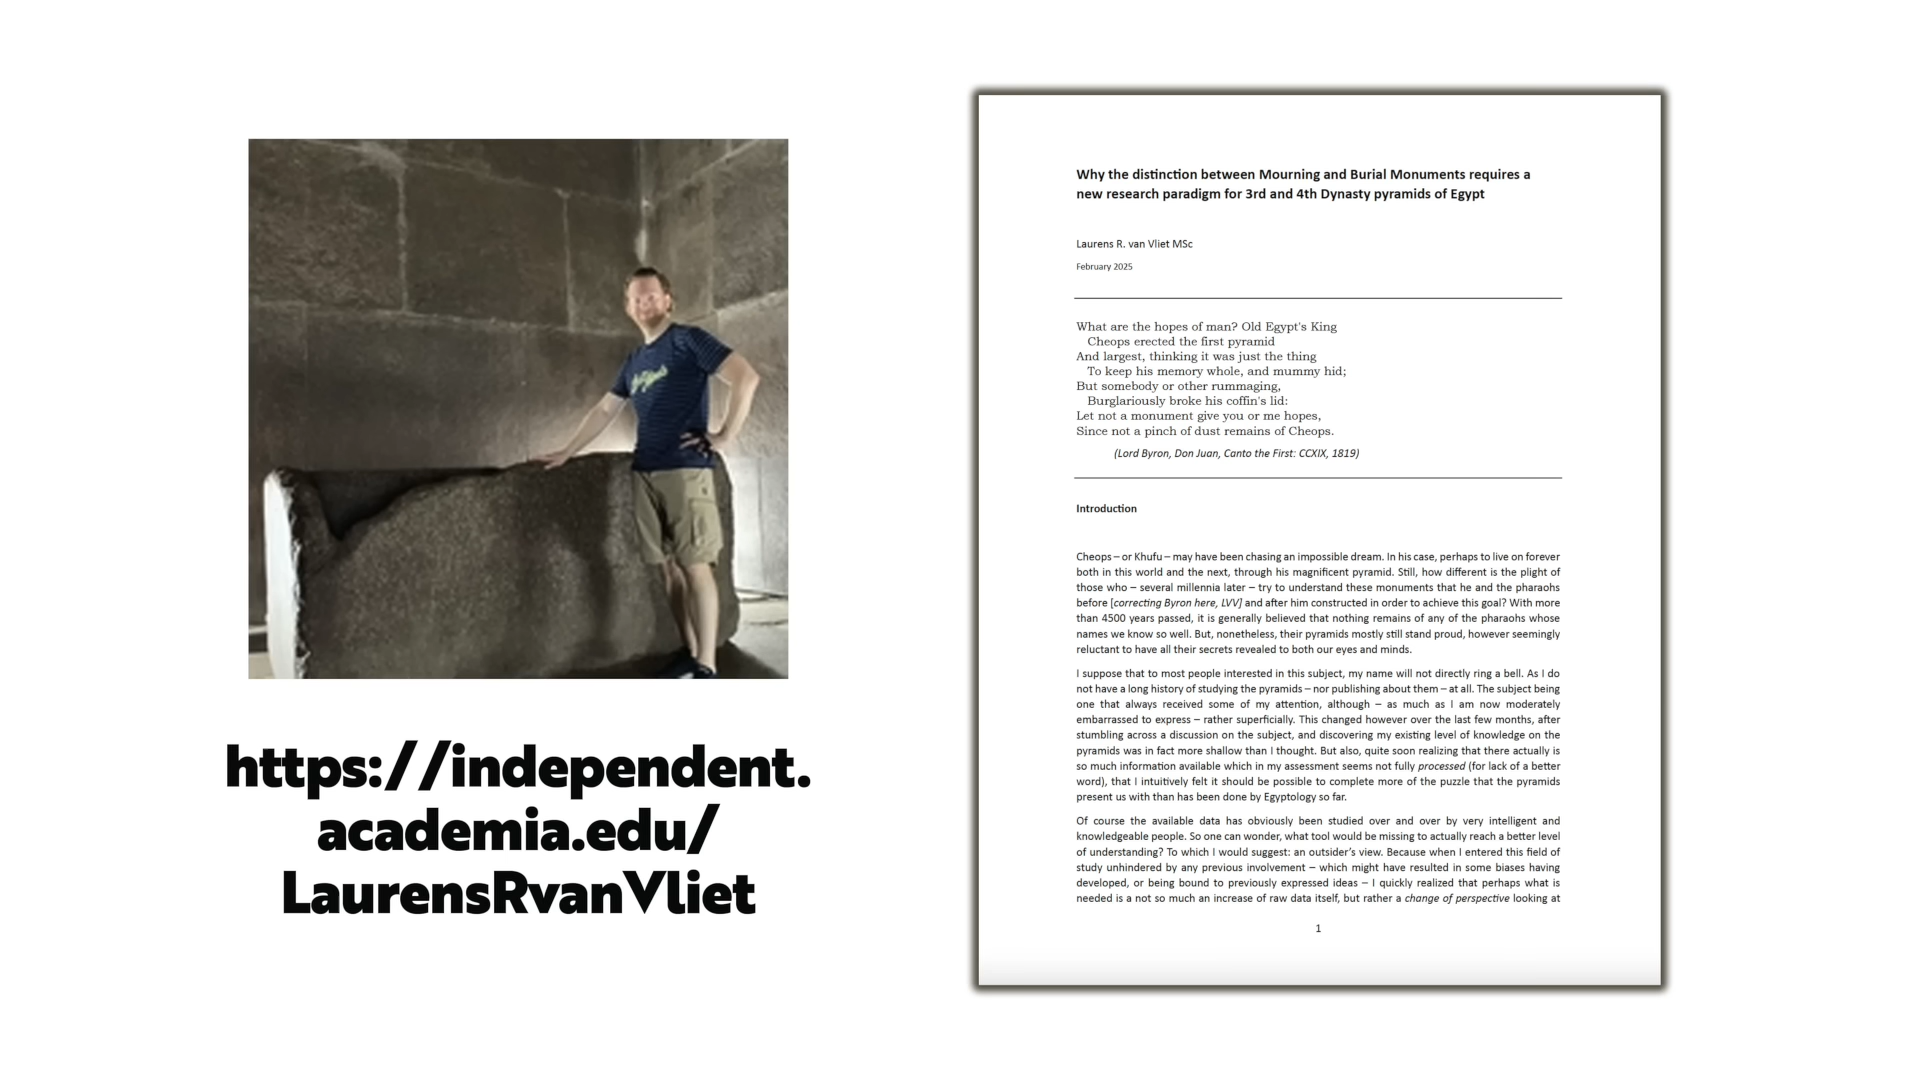 https://independent.
academia.edu/
LaurensRvanVliet
Why the distinction between Mourning and Burial Monuments requires a
new research paradigm for 3rd and 4th Dynasty pyramids of Egypt
Laurens R. van Vliet MSc
February 2025
What are the hopes of man? Old Egypt's King
Cheops erected the first pyramid
And largest, thinking it was just the thing
To keep his memory whole, and mummy hid;
But somebody or other rummaging,
Burglariously broke his coffin's lid:
Let not a monument give you or me hopes,
Since not a pinch of dust remains of Cheops.
(Lord Byron, Don Juan, Canto the First: CCXIX, 1819)
Introduction
Cheops – or Khufu – may have been chasing an impossible dream. In his case, perhaps to live on forever
both in this world and the next, through his magnificent pyramid. Still, how different is the plight of
those who – several millennia later – try to understand these monuments that he and the pharaohs
before [correcting Byron here, LVV] and after him constructed in order to achieve this goal? With more
than 4500 years passed, it is generally believed that nothing remains of any of the pharaohs whose
names we know so well. But, nonetheless, their pyramids mostly still stand proud, however seemingly
reluctant to have all their secrets revealed to both our eyes and minds.
I suppose that to most people interested in this subject, my name will not directly ring a bell. As I do
not have a long history of studying the pyramids – nor publishing about them – at all. The subject being
one that always received some of my attention, although – as much as I am now moderately
embarrassed to express – rather superficially. This changed however over the last few months, after
stumbling across a discussion on the subject, and discovering my existing level of knowledge on the
pyramids was in fact more shallow than I thought. But also, quite soon realizing that there actually is
so much information available which in my assessment seems not fully processed (for lack of a better
word), that I intuitively felt it should be possible to complete more of the puzzle that the pyramids
present us with than has been done by Egyptology so far.
Of course the available data has obviously been studied over and over by very intelligent and
knowledgeable people. So one can wonder, what tool would be missing to actually reach a better level
of understanding? To which I would suggest: an outsider’s view. Because when I entered this field of
study unhindered by any previous involvement – which might have resulted in some biases having
developed, or being bound to previously expressed ideas – I quickly realized that perhaps what is
needed is a not so much an increase of raw data itself, but rather a change of perspective looking at
1